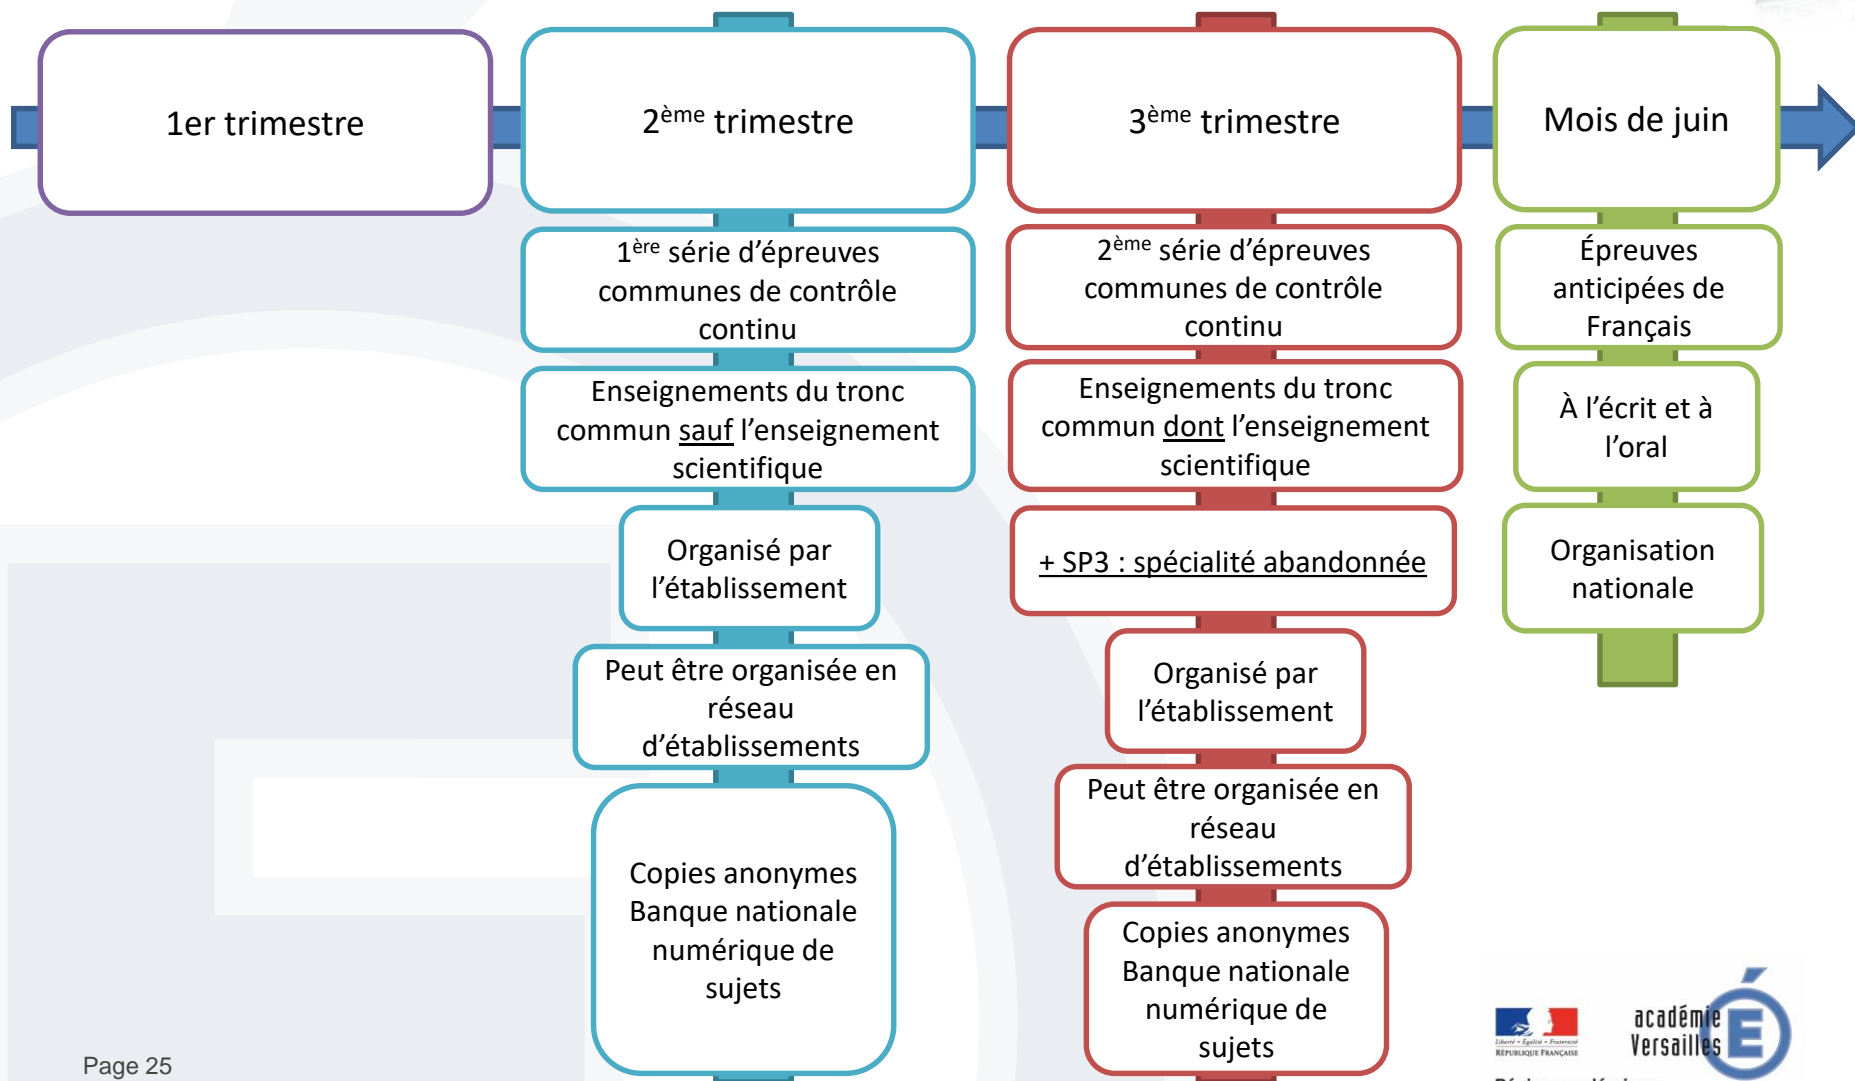 1er trimestre
2ème trimestre
3ème trimestre
Mois de juin
1ère série d’épreuves
communes de contrôle
continu
Enseignements du tronc
commun sauf l’enseignement
scientifique
Organisé par
l’établissement
Peut être organisée en
réseau
d’établissements
Copies anonymes
Banque nationale
numérique de
sujets
2ème série d’épreuves
communes de contrôle
continu
Enseignements du tronc
commun dont l’enseignement
scientifique
+ SP3 : spécialité abandonnée
Organisé par
l’établissement
Peut être organisée en
réseau
d’établissements
Copies anonymes
Banque nationale
numérique de
sujets
Épreuves
anticipées de
Français
À l’écrit et à
l’oral
Organisation
nationale
Page 25
Liberté • Égalité • Fraternité
RÉPUBLIQUE FRANÇAISE
académie
Versailles
É